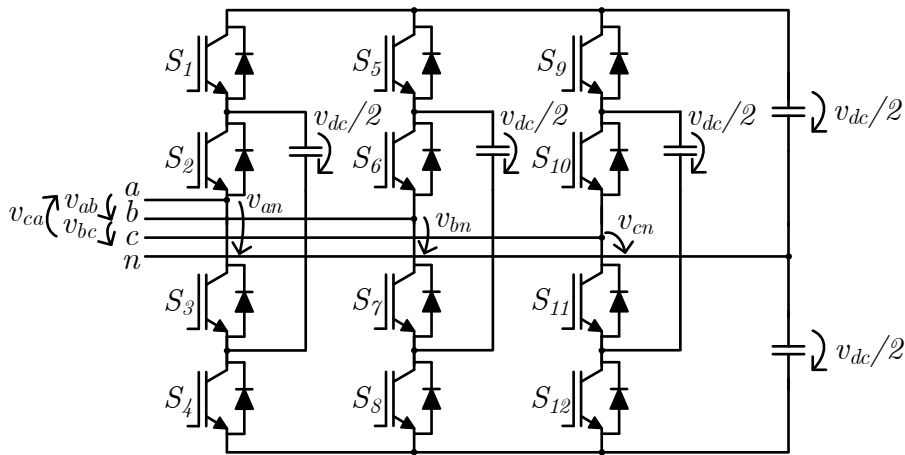 S1 S5 S9
vdc/2 vdc/2 vdc/2 vdc/2
S2 S6 S10
a
vab van
vca b vbn
vbc c vcn
n
S3 S7 S11
vdc/2
S4 S8 S12